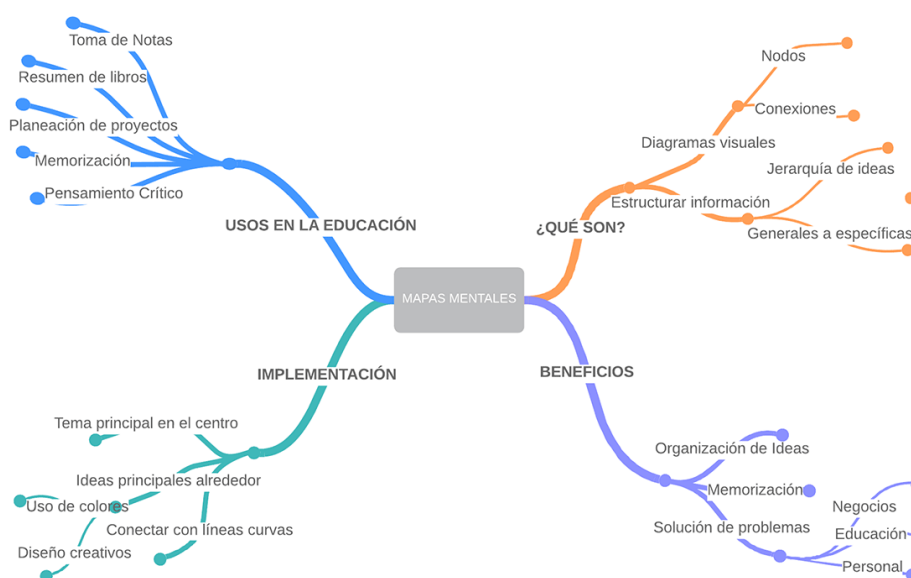 Toma de Notas
Resumen de libros
Planeación de proyectos
Memorización
Pensamiento Crítico
USOS EN LA EDUCACIÓN
Nodos
Conexiones
Diagramas visuales
Jerarquía de ideas
Estructurar información
Generales a específicas
¿QUÉ SON?
MAPAS MENTALES
IMPLEMENTACIÓN
Tema principal en el centro
Ideas principales alrededor
Uso de colores
Conectar con líneas curvas
Diseño creativos
BENEFICIOS
Organización de Ideas
Memorización
Solución de problemas
Negocios
Educación
Personal